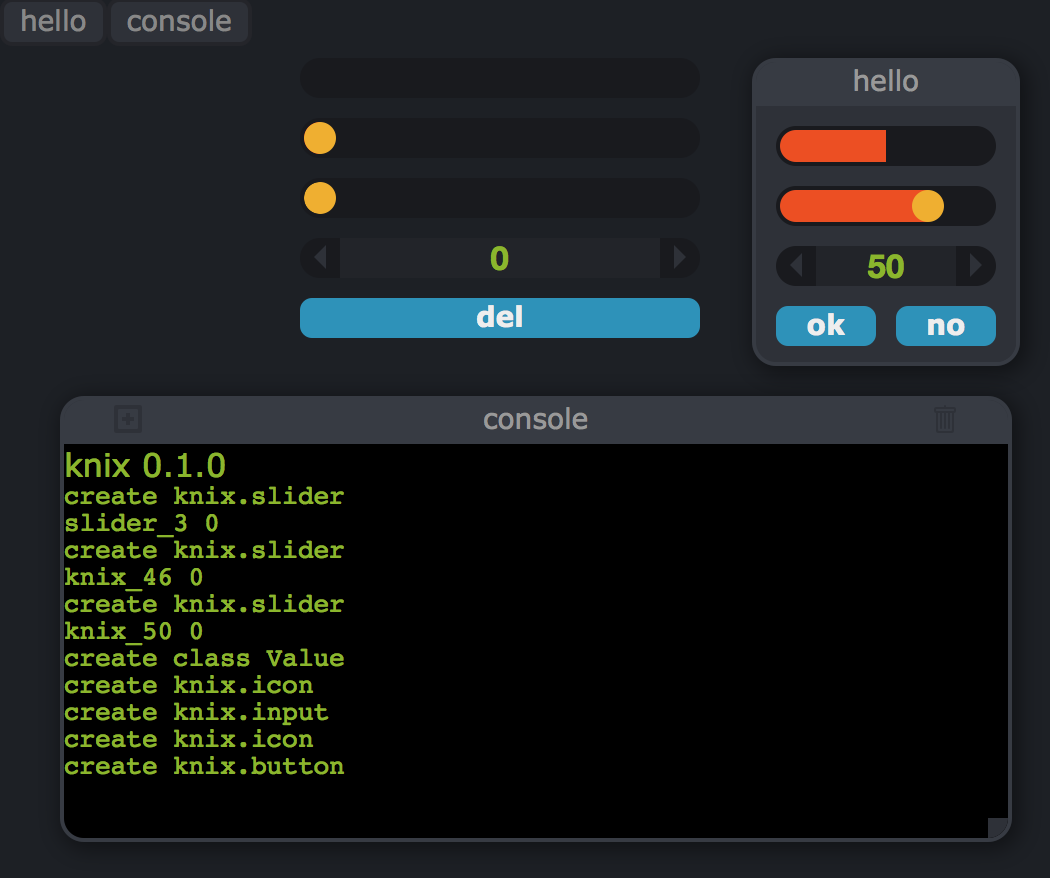 hello console
hello
0
del
50
ok no
console
knix 0.1.0
create knix.slider
slider_3 0
create knix.slider
knix_46 0
create knix.slider
knix_50 0
create class Value
create knix.icon
create knix.input
create knix.icon
create knix.button